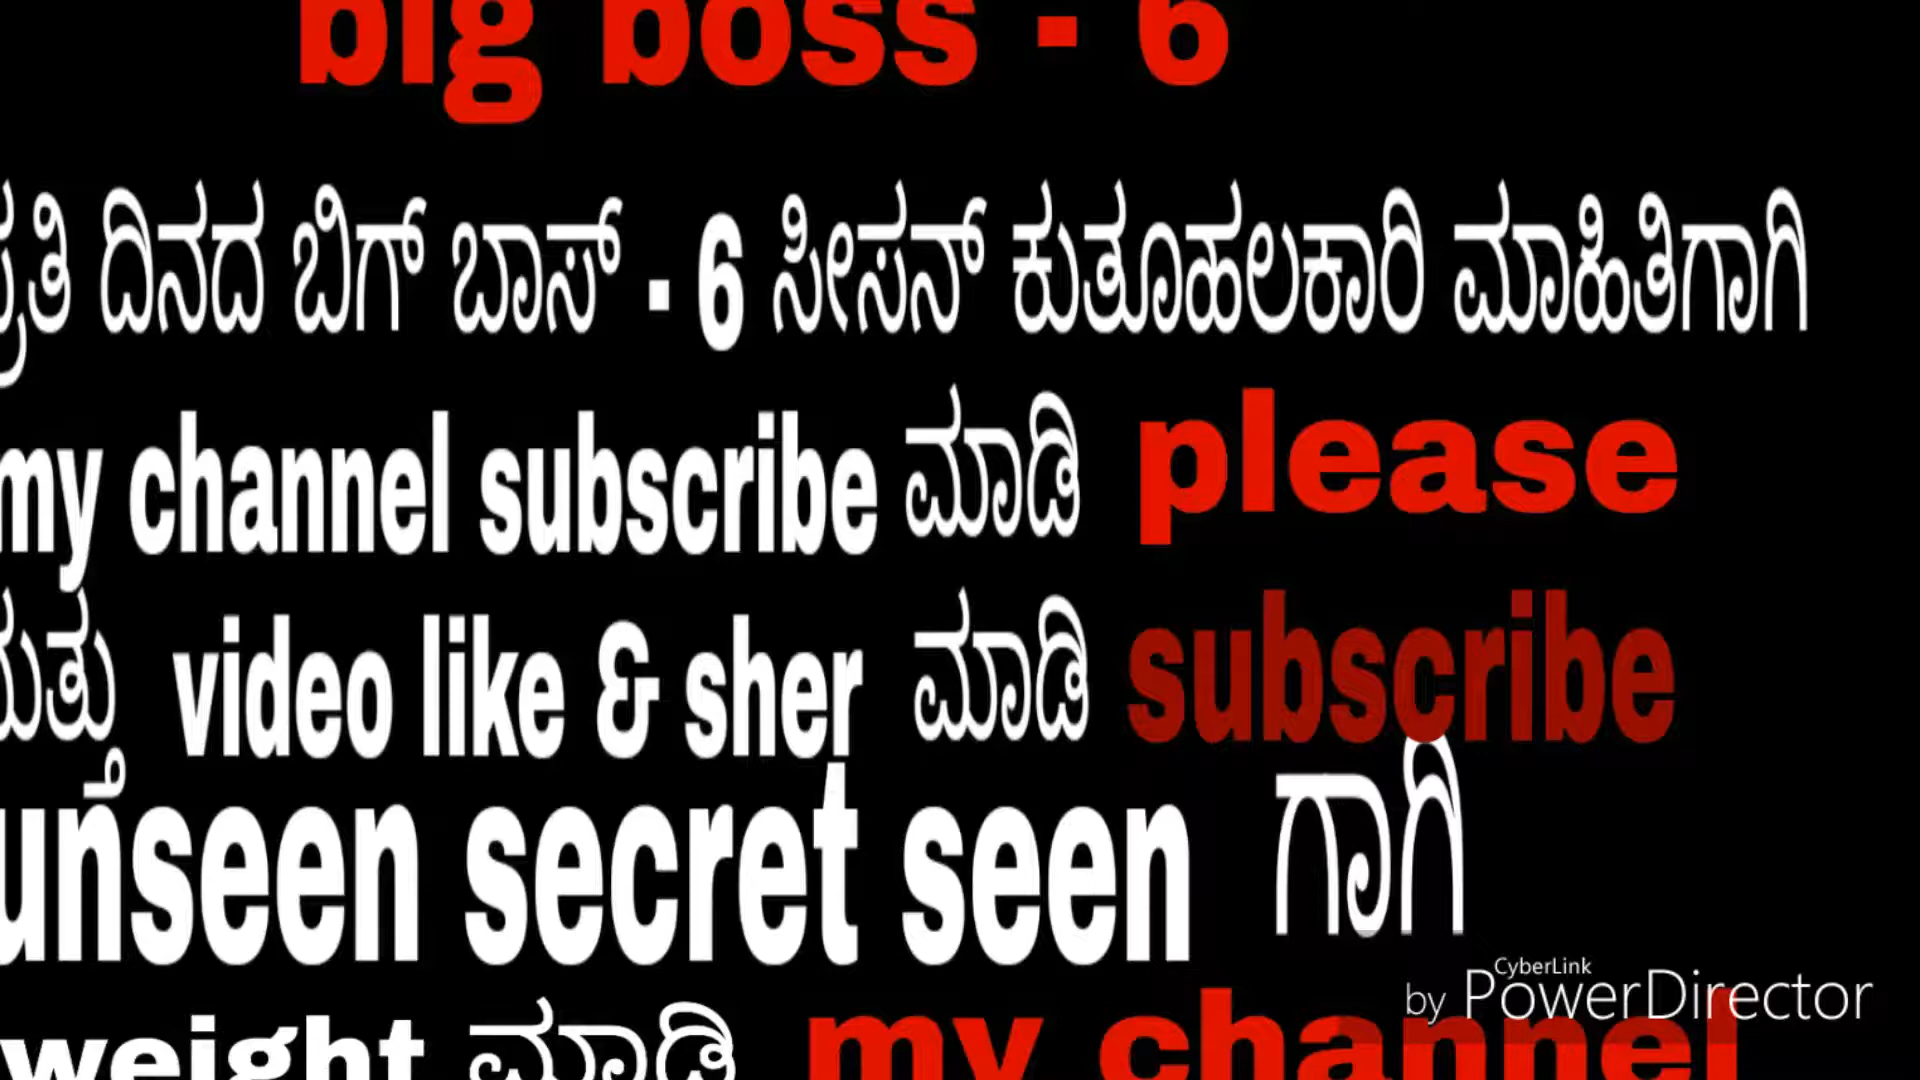 big boss - 6
ಪ್ರತಿ ದಿನದ ಬಿಗ್ ಬಾಸ್ - 6 ಸೀಸನ್ ಕುತೂಹಲಕಾರಿ ಮಾಹಿತಿಗಾಗಿ
my channel subscribe ಮಾಡಿ please
ಮತ್ತು video like & sher ಮಾಡಿ subscribe
unseen secret seen ಗಾಗಿ
weight ಮಾಡಿ my channel
CyberLink
by PowerDirector